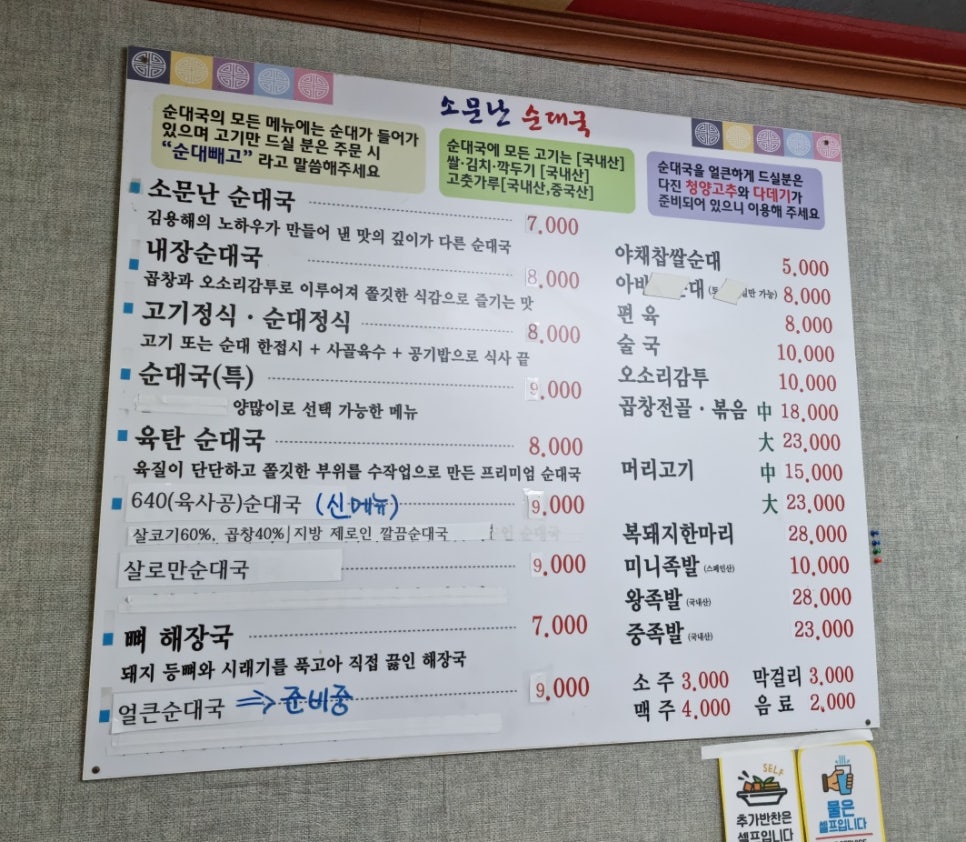 소문난 순대국
순대국의 모든 메뉴에는 순대가 들어가
있으며 고기만 드실 분은 주문 시
“순대빼고” 라고 말씀해주세요
순대국에 모든 고기는 [국내산]
쌀·김치·깍두기 [국내산]
고춧가루[국내산,중국산]
순대국을 얼큰하게 드실분은
다진 청양고추와 다데기가
준비되어 있으니 이용해 주세요
소문난 순대국 7,000
김용해의 노하우가 만들어 낸 맛의 깊이가 다른 순대국
내장순대국 8,000
곱창과 오소리감투로 이루어져 쫄깃한 식감으로 즐기는 맛
고기정식 · 순대정식 8,000
고기 또는 순대 한접시 + 사골육수 + 공기밥으로 식사 끝
순대국(특) 9,000
양많이로 선택 가능한 메뉴
육탄 순대국 8,000
육질이 단단하고 쫄깃한 부위를 수작업으로 만든 프리미엄 순대국
640(육사공)순대국 (신메뉴) 9,000
살코기60%, 곱창40% 지방 제로인 깔끔순대국
살로만순대국 9,000
뼈 해장국 7,000
돼지 등뼈와 시래기를 푹고아 직접 끓인 해장국
얼큰순대국 ⇒ 준비중 9,000
야채찹쌀순대 5,000
아바 대 가능) 8,000
편 육 8,000
술 국 10,000
오소리감투 10,000
곱창전골 · 볶음 中 18,000
大 23,000
머리고기 中 15,000
大 23,000
복돼지한마리 28,000
미니족발 (스페인산) 10,000
왕족발 (국내산) 28,000
중족발 (국내산) 23,000
소 주 3,000 막걸리 3,000
맥 주 4,000 음 료 2,000
SELF
추가반찬은
셀프입니다
물은
셀프입니다